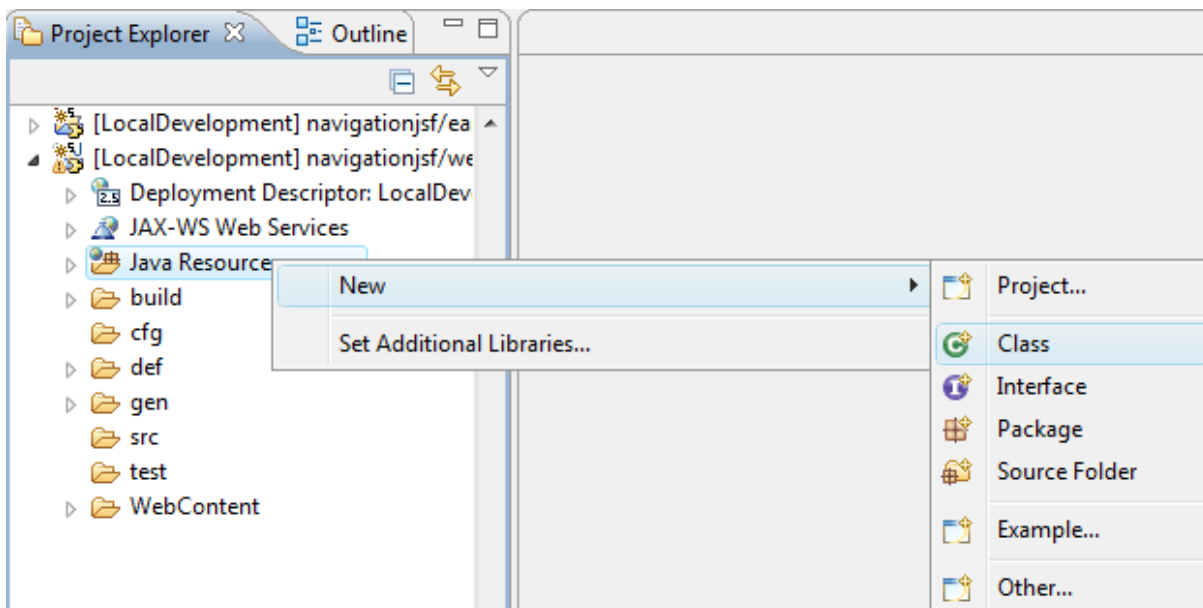 Project Explorer
Outline
[LocalDevelopment] navigationjsf/ea
[LocalDevelopment] navigationjsf/we
2.5 Deployment Descriptor: LocalDev
JAX-WS Web Services
Java Resource
build
cfg
def
gen
src
test
WebContent
New
Set Additional Libraries...
Project...
Class
Interface
Package
Source Folder
Example...
Other...